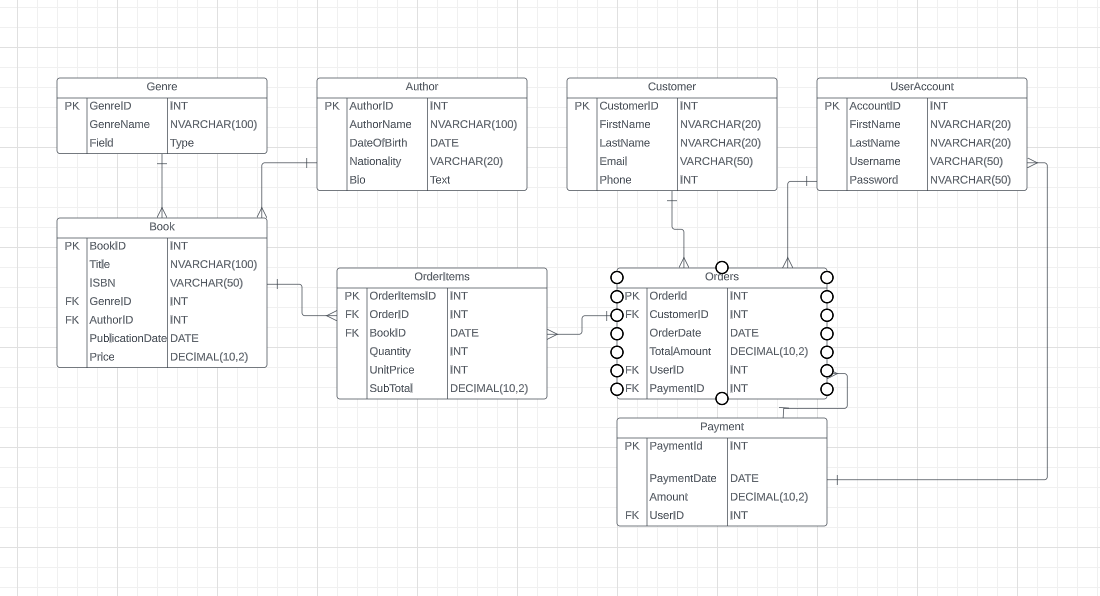 Genre
PK GenreID INT
GenreName NVARCHAR(100)
Field Type
Author
PK AuthorID INT
AuthorName NVARCHAR(100)
DateOfBirth DATE
Nationality VARCHAR(20)
Bio Text
Customer
PK CustomerID INT
FirstName NVARCHAR(20)
LastName NVARCHAR(20)
Email VARCHAR(50)
Phone INT
UserAccount
PK AccountID INT
FirstName NVARCHAR(20)
LastName NVARCHAR(20)
Username VARCHAR(50)
Password NVARCHAR(50)
Book
PK BookID INT
Title NVARCHAR(100)
ISBN VARCHAR(50)
FK GenreID INT
FK AuthorID INT
PublicationDate DATE
Price DECIMAL(10,2)
OrderItems
PK OrderItemsID INT
FK OrderID INT
FK BookID DATE
Quantity INT
UnitPrice INT
SubTotal DECIMAL(10,2)
Orders
PK OrderId INT
FK CustomerID INT
OrderDate DATE
TotalAmount DECIMAL(10,2)
FK UserID INT
FK PaymentID INT
Payment
PK PaymentId INT
PaymentDate DATE
Amount DECIMAL(10,2)
FK UserID INT